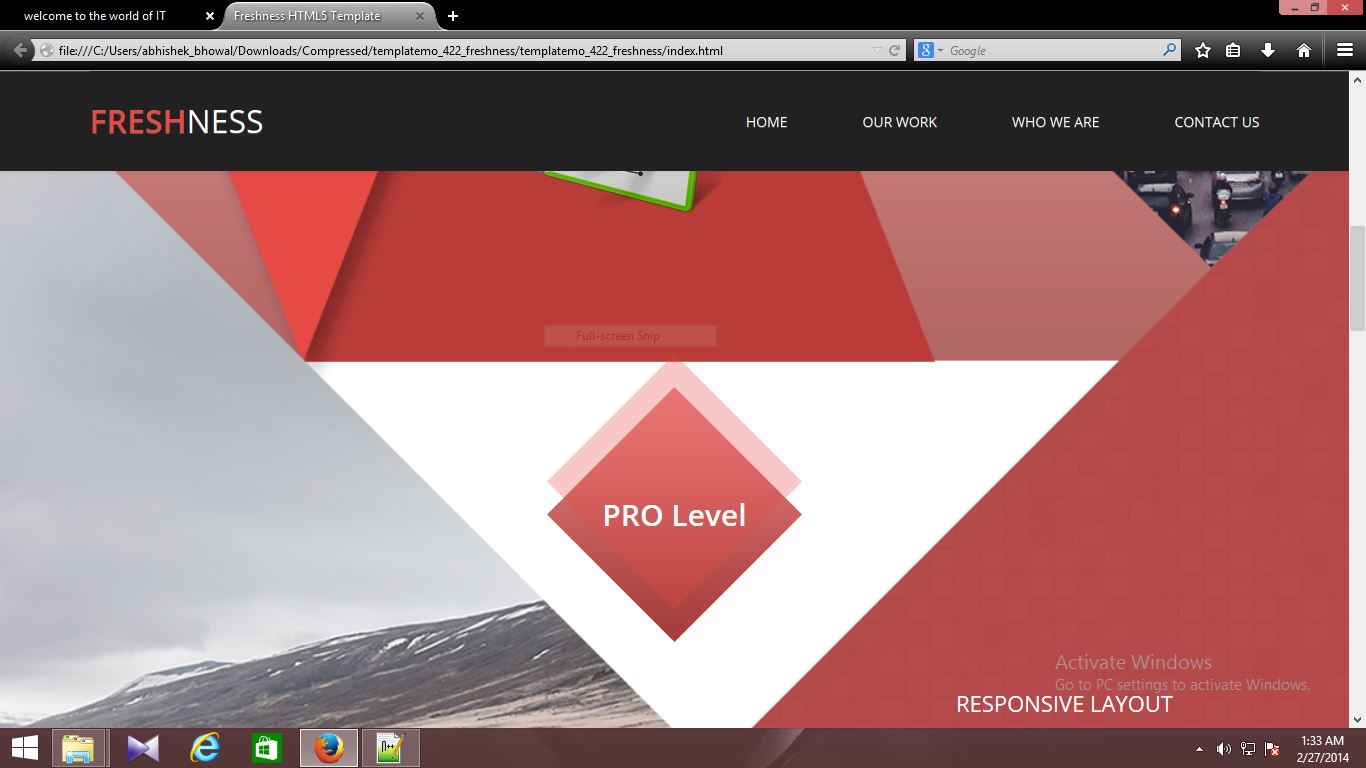 welcome to the world of IT
Freshness HTML5 Template
file:///C:/Users/abhishek_bhowal/Downloads/Compressed/templatemo_422_freshness/templatemo_422_freshness/index.html
Google
FRESHNESS
HOME
OUR WORK
WHO WE ARE
CONTACT US
Full-screen Snip
PRO Level
Activate Windows
Go to PC settings to activate Windows.
RESPONSIVE LAYOUT
1:33 AM
2/27/2014